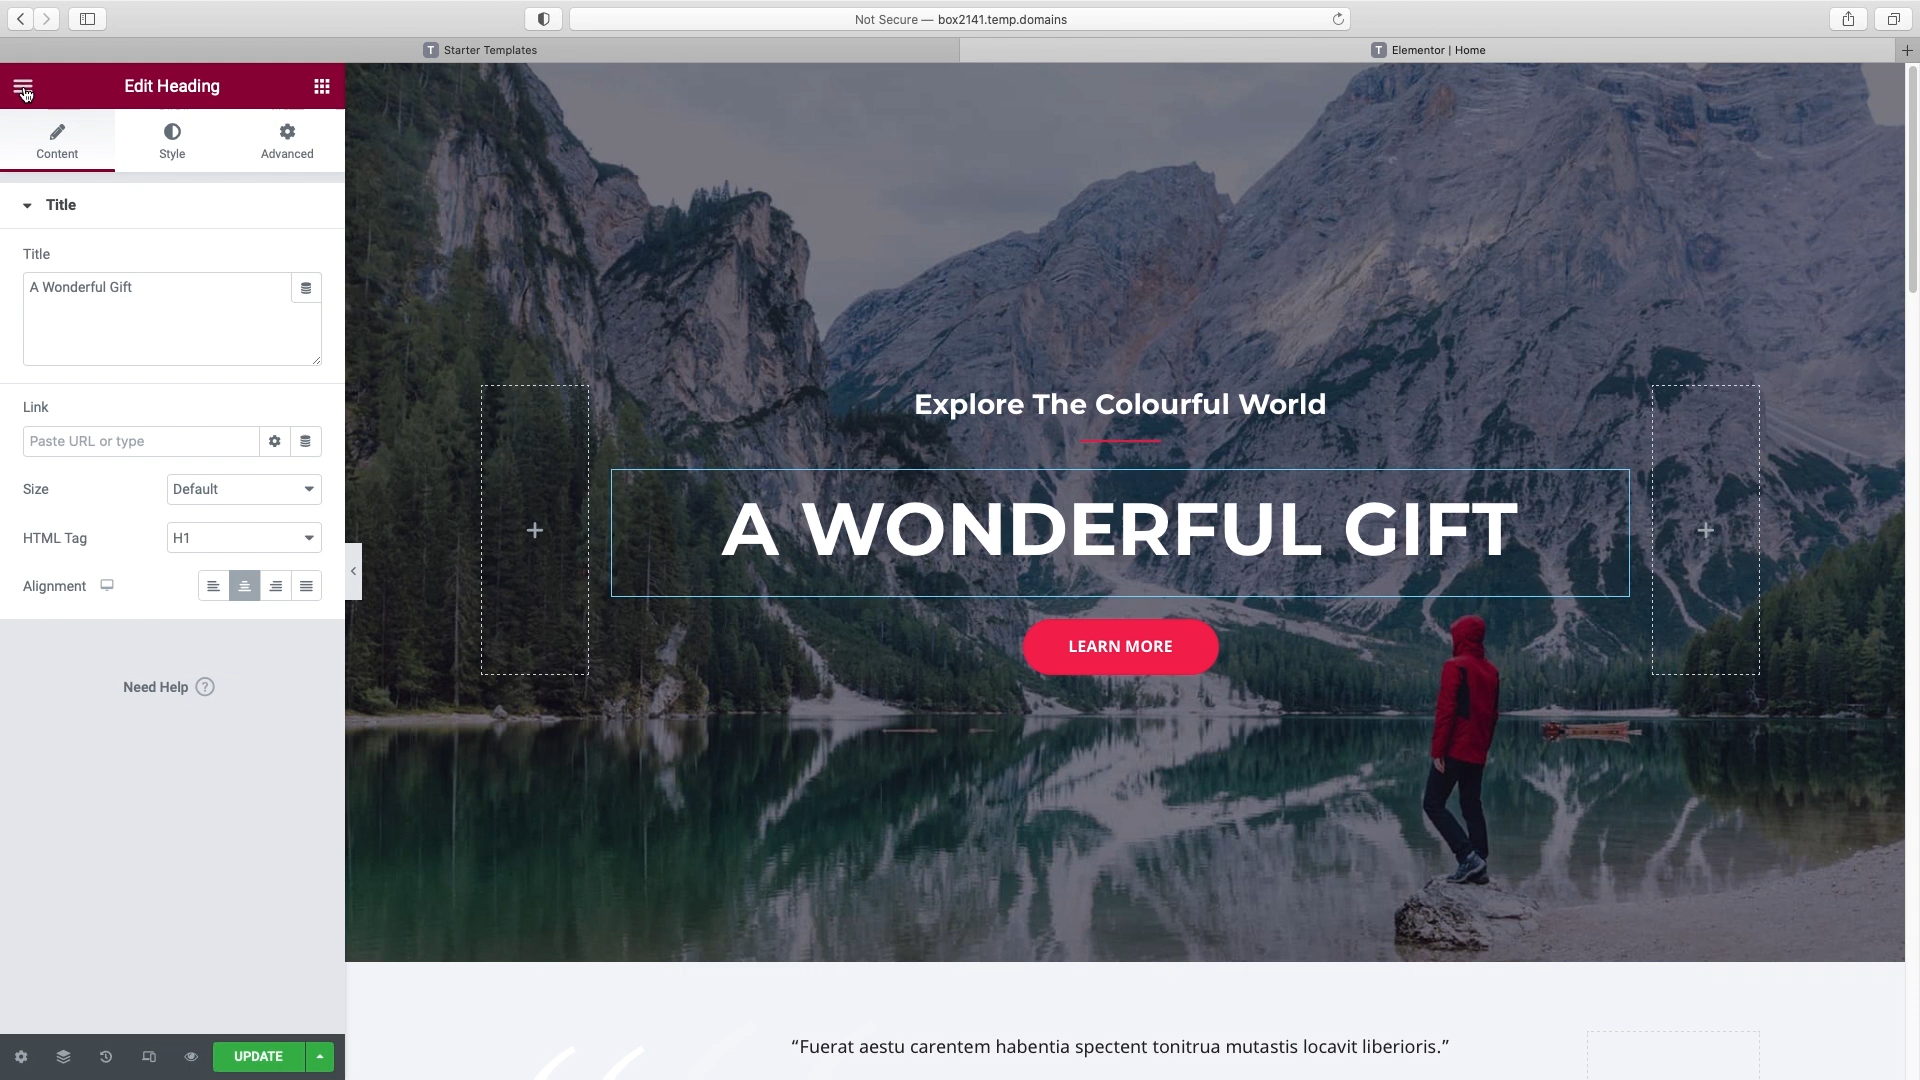 Not Secure — box2141.temp.domains
T Starter Templates
T Elementor | Home
Edit Heading
Content
Style
Advanced
Title
Title
A Wonderful Gift
Link
Paste URL or type
Size
Default
HTML Tag
H1
Alignment
Need Help ?
UPDATE
Explore The Colourful World
A WONDERFUL GIFT
LEARN MORE
“Fuerat aestu carentem habentia spectent tonitrua mutastis locavit liberioris.”